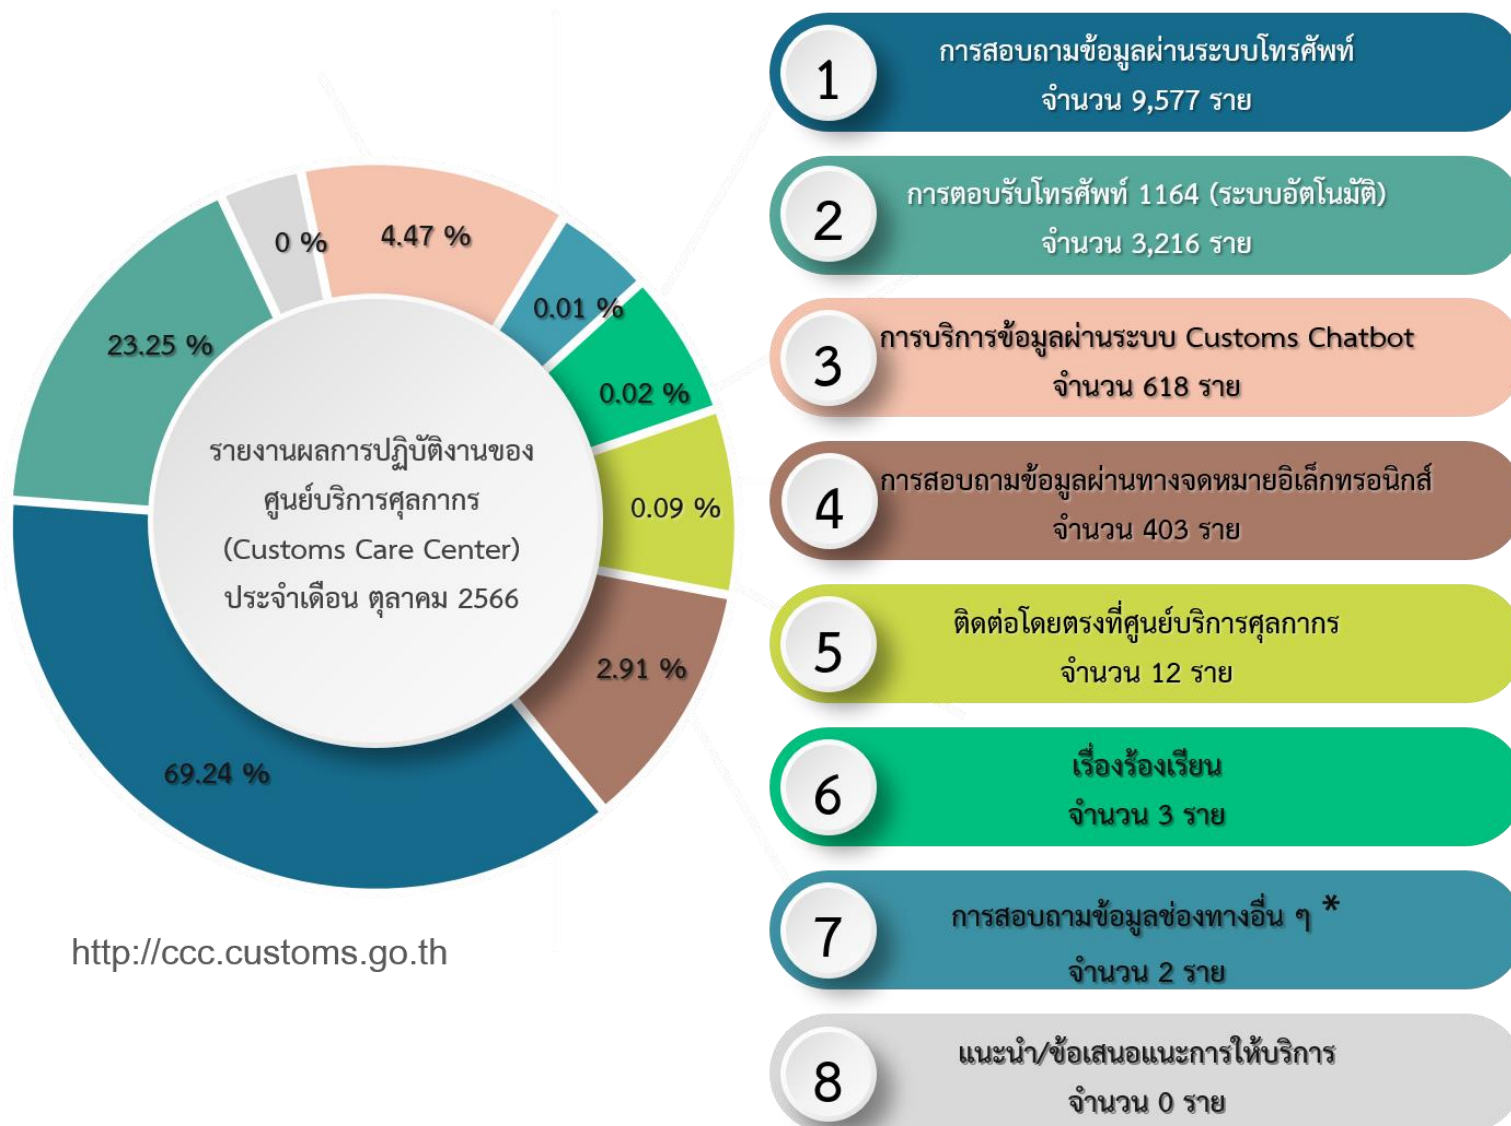 0 %
4.47 %
0.01 %
23.25 %
0.02 %
0.09 %
2.91 %
69.24 %
รายงานผลการปฏิบัติงานของ
ศูนย์บริการศุลกากร
(Customs Care Center)
ประจำเดือน ตุลาคม 2566
http://ccc.customs.go.th
1
การสอบถามข้อมูลผ่านระบบโทรศัพท์
จำนวน 9,577 ราย
2
การตอบรับโทรศัพท์ 1164 (ระบบอัตโนมัติ)
จำนวน 3,216 ราย
3
การบริการข้อมูลผ่านระบบ Customs Chatbot
จำนวน 618 ราย
4
การสอบถามข้อมูลผ่านทางจดหมายอิเล็กทรอนิกส์
จำนวน 403 ราย
5
ติดต่อโดยตรงที่ศูนย์บริการศุลกากร
จำนวน 12 ราย
6
เรื่องร้องเรียน
จำนวน 3 ราย
7
การสอบถามข้อมูลช่องทางอื่น ๆ *
จำนวน 2 ราย
8
แนะนำ/ข้อเสนอแนะการให้บริการ
จำนวน 0 ราย